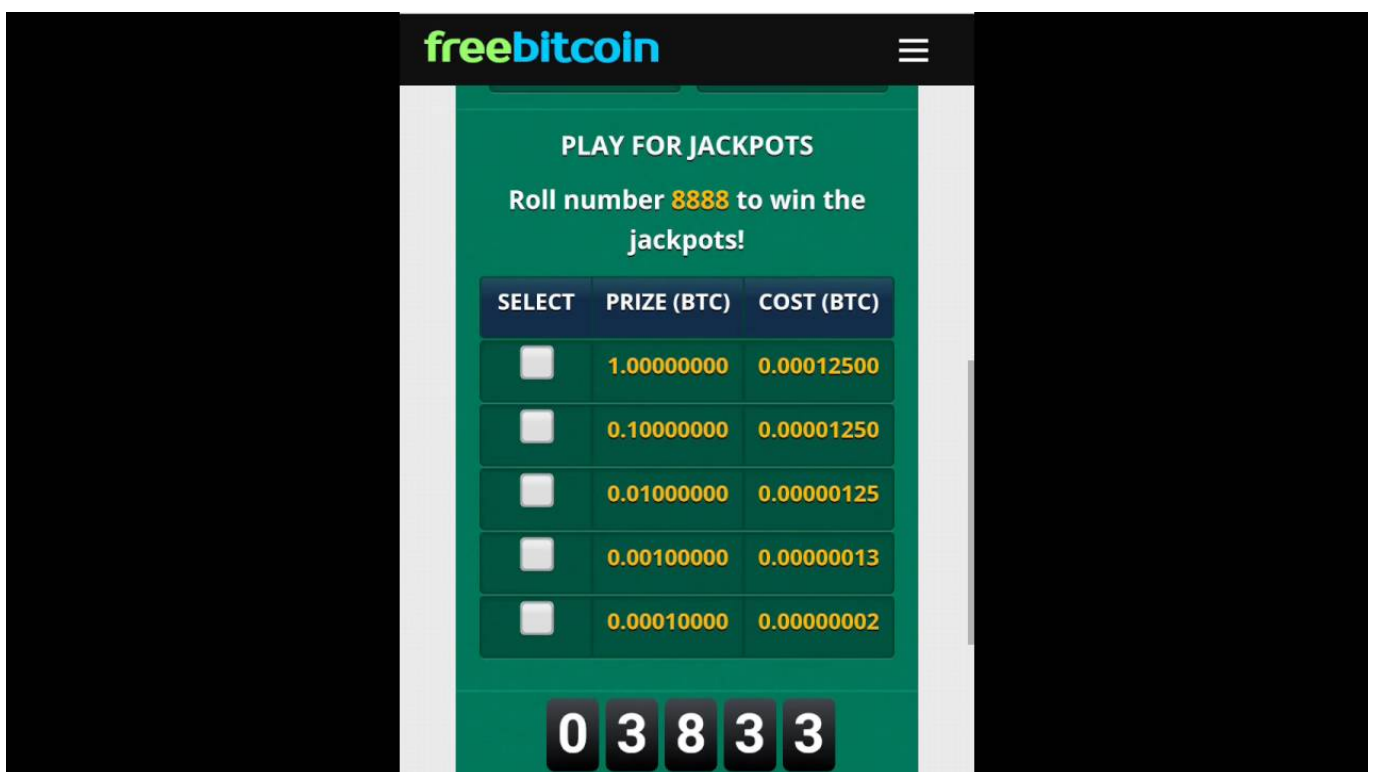 freebitcoin
PLAY FOR JACKPOTS
Roll number 8888 to win the
jackpots!
SELECT PRIZE (BTC) COST (BTC)
1.00000000 0.00012500
0.10000000 0.00001250
0.01000000 0.00000125
0.00100000 0.00000013
0.00010000 0.00000002
0 3 8 3 3